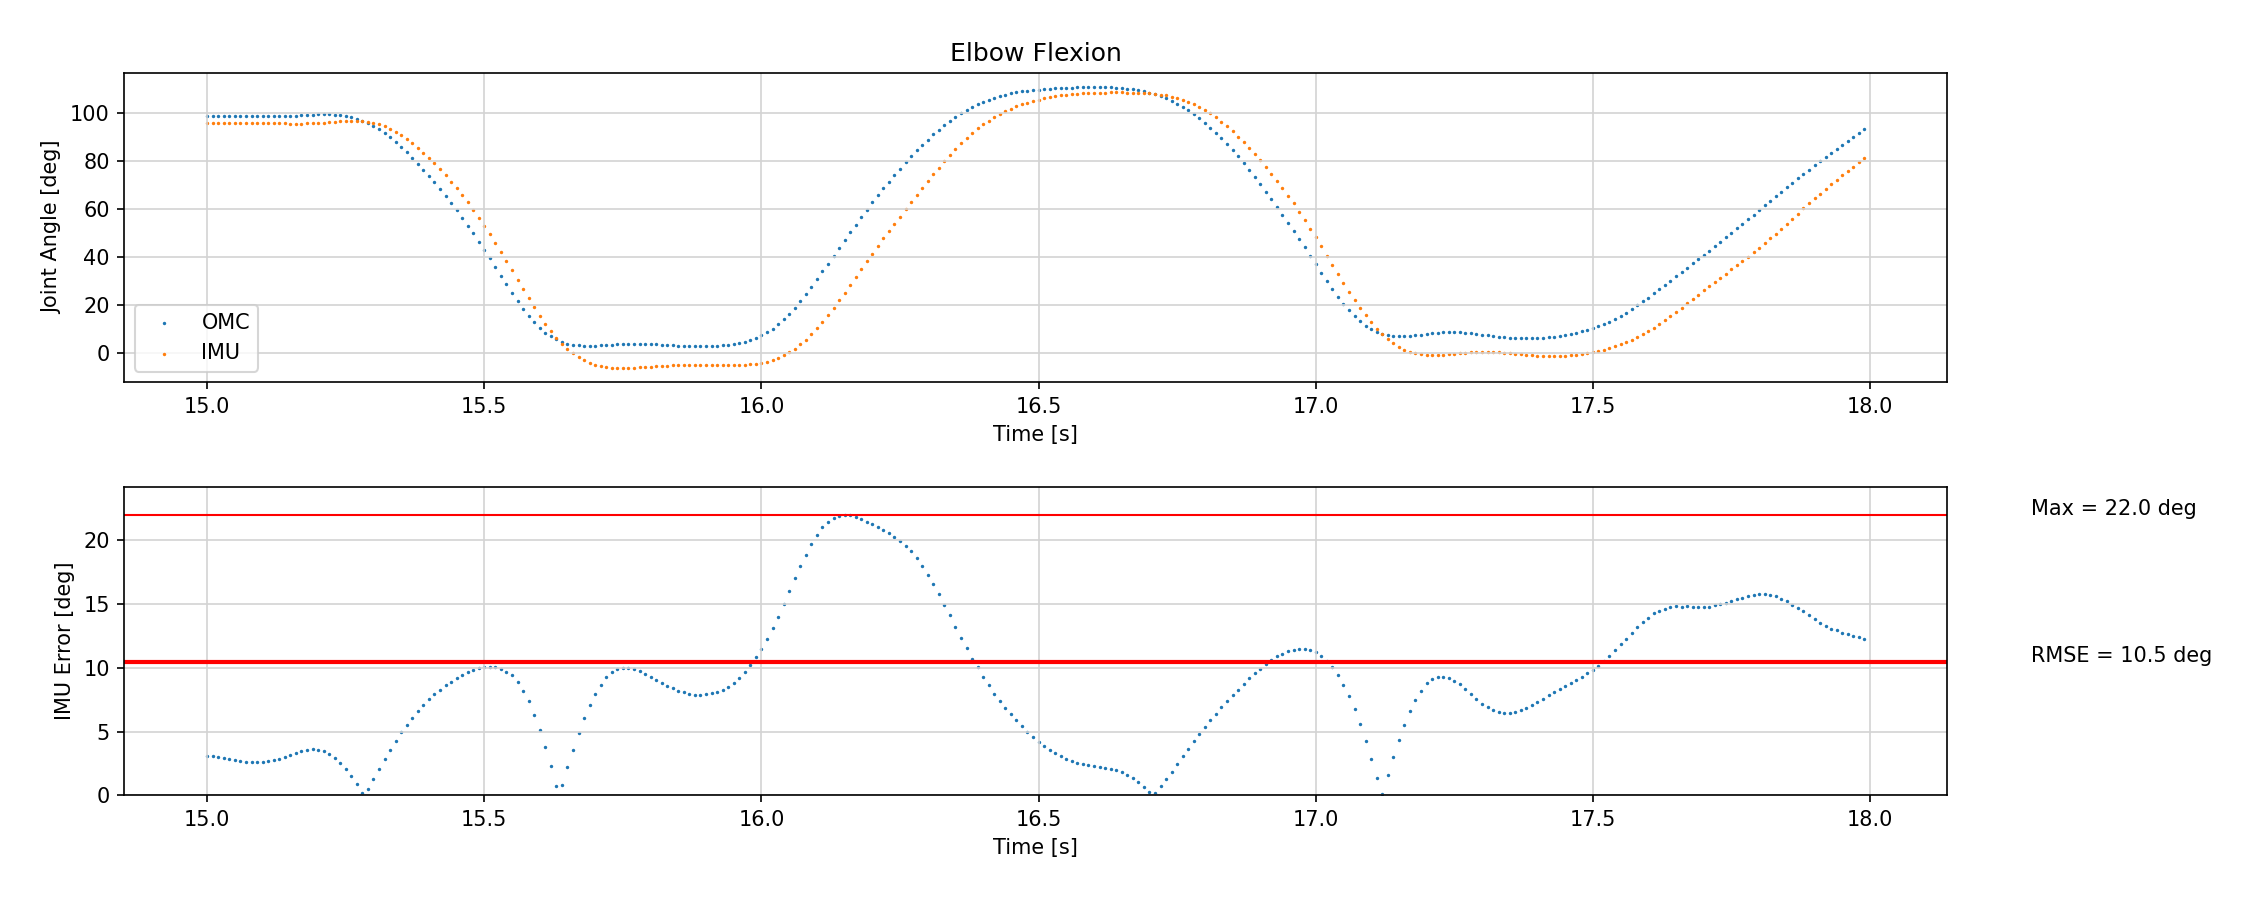 Elbow Flexion
Joint Angle [deg]
100
80
60
40
20
0
OMC
IMU
15.0 15.5 16.0 16.5 17.0 17.5 18.0
Time [s]
IMU Error [deg]
20
15
10
5
0
Max = 22.0 deg
RMSE = 10.5 deg
15.0 15.5 16.0 16.5 17.0 17.5 18.0
Time [s]